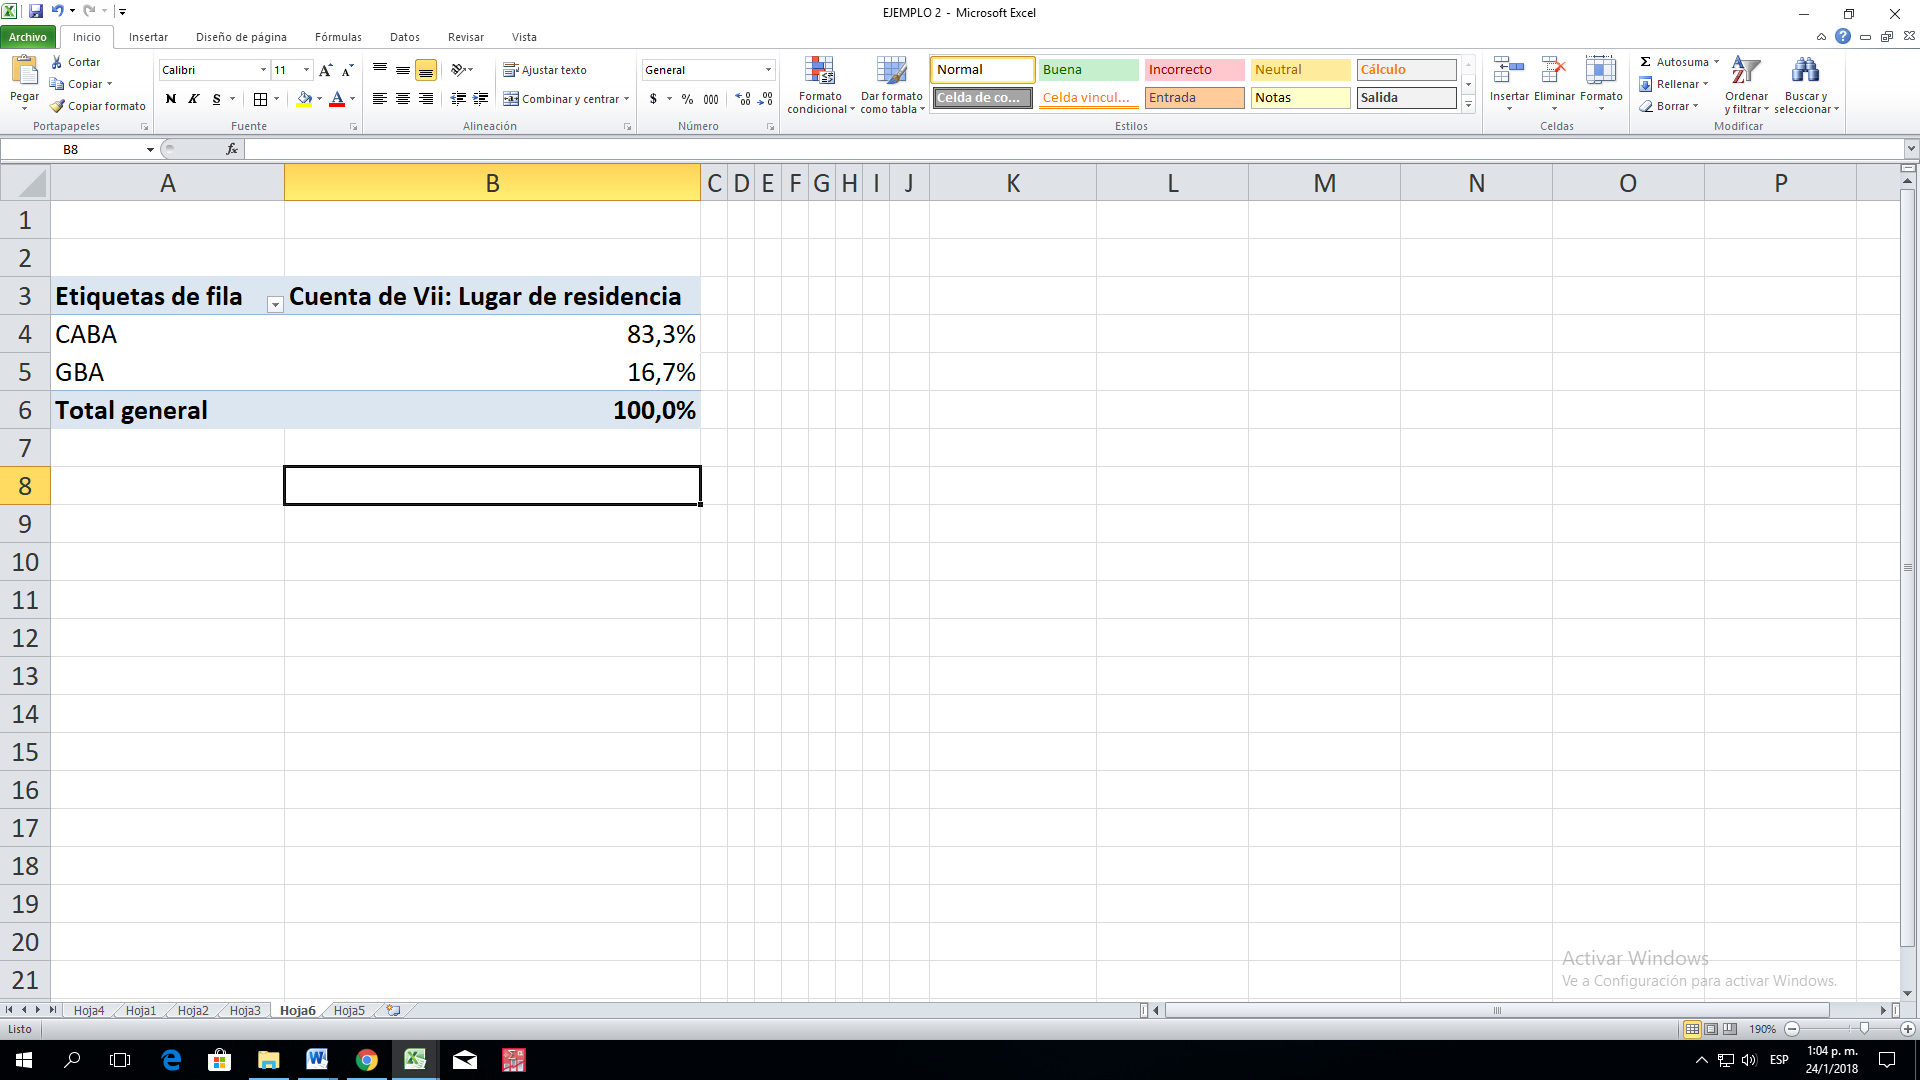 EJEMPLO 2 - Microsoft Excel
Archivo Inicio Insertar Diseño de página Fórmulas Datos Revisar Vista
Pegar
Cortar
Copiar
Copiar formato
Portapapeles
Calibri 11
N K S
Fuente
Ajustar texto
Combinar y centrar
Alineación
General
$ % 000
Número
Formato condicional
Dar formato como tabla
Normal Buena Incorrecto Neutral Cálculo
Celda de co... Celda vincul... Entrada Notas Salida
Estilos
Insertar Eliminar Formato
Celdas
Autosuma
Rellenar
Borrar
Ordenar y filtrar
Buscar y seleccionar
Modificar
B8 fx
A B C D E F G H I J K L M N O P
1
2
3 Etiquetas de fila Cuenta de Vii: Lugar de residencia
4 CABA 83,3%
5 GBA 16,7%
6 Total general 100,0%
7
8
9
10
11
12
13
14
15
16
17
18
19
20
21
Activar Windows
Ve a Configuración para activar Windows.
Hoja4 Hoja1 Hoja2 Hoja3 Hoja6 Hoja5
Listo 190%
ESP 1:04 p. m.
24/1/2018